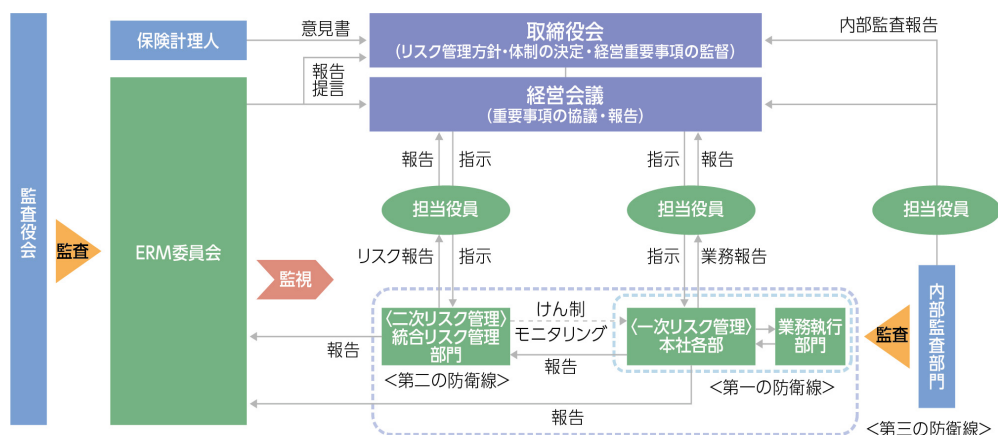 保険計理人
意見書
取締役会
(リスク管理方針・体制の決定・経営重要事項の監督)
内部監査報告
報告
提言
経営会議
(重要事項の協議・報告)
報告
指示
指示
報告
監査役会
監査
ERM委員会
担当役員
担当役員
担当役員
リスク報告
指示
指示
業務報告
監視
〈二次リスク管理〉
統合リスク管理
部門
けん制
モニタリング
〈一次リスク管理〉
本社各部
業務執行
部門
監査
内部監査部門
報告
報告
<第二の防衛線>
<第一の防衛線>
報告
<第三の防衛線>